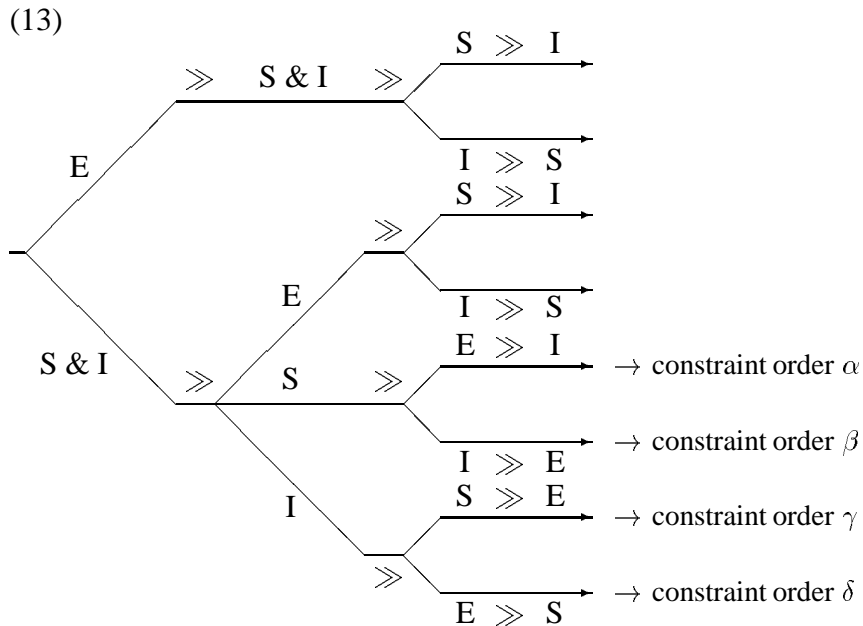 (13)
S ≫ I
≫ S & I ≫
E
I ≫ S
S ≫ I
≫
E
I ≫ S
S & I
E ≫ I
≫ S ≫
→ constraint order α
→ constraint order β
I ≫ E
I
S ≫ E
→ constraint order γ
≫
→ constraint order δ
E ≫ S